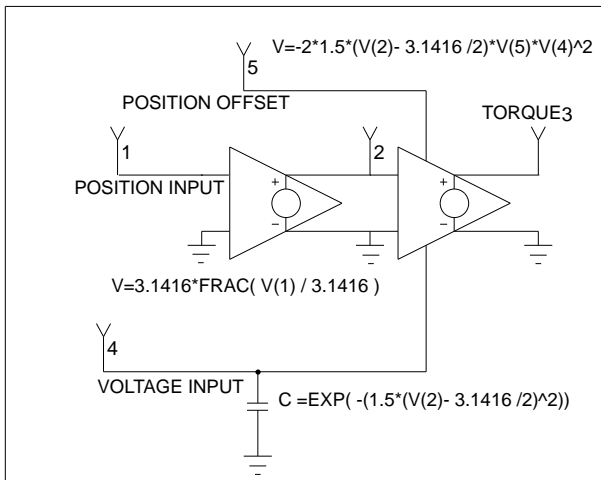 V=-2*1.5*(V(2)- 3.1416 /2)*V(5)*V(4)^2
5
POSITION OFFSET
TORQUE3
1
2
POSITION INPUT
+
+
−
−
V=3.1416*FRAC( V(1) / 3.1416 )
4
VOLTAGE INPUT
C =EXP( -(1.5*(V(2)- 3.1416 /2)^2))